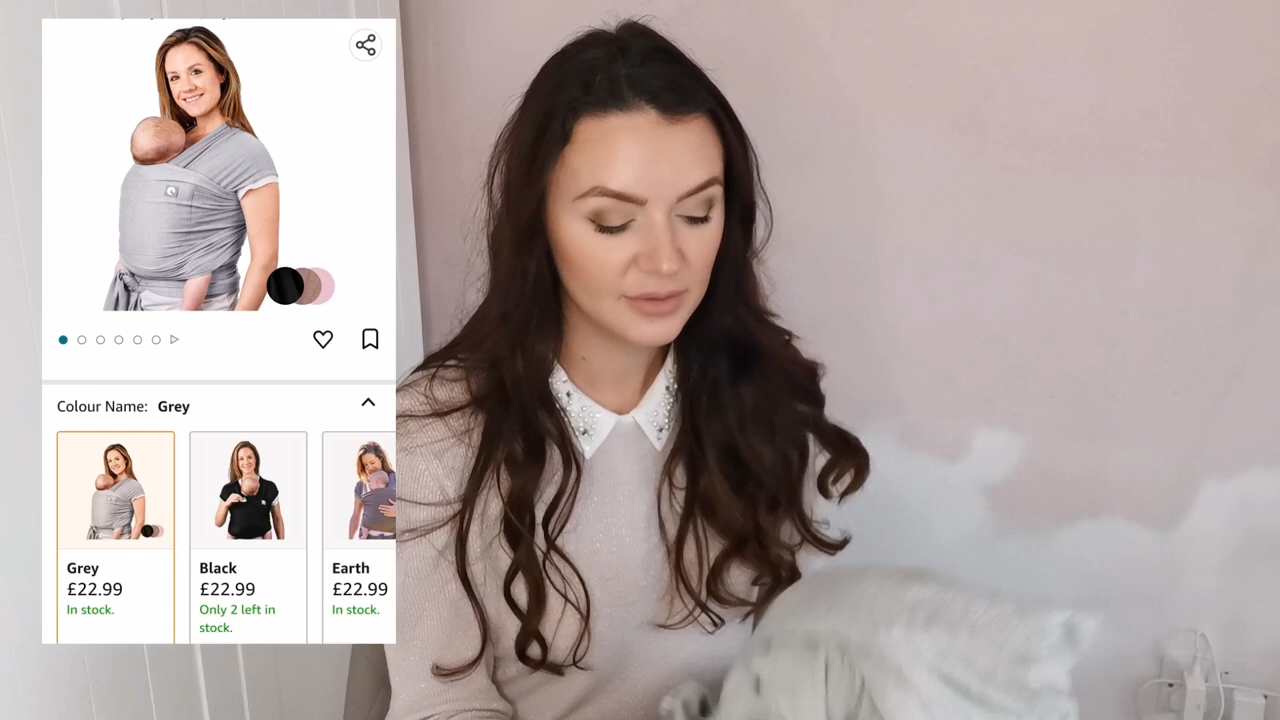 Colour Name: Grey
Grey
£22.99
In stock.
Black
£22.99
Only 2 left in
stock.
Earth
£22.99
In stock.